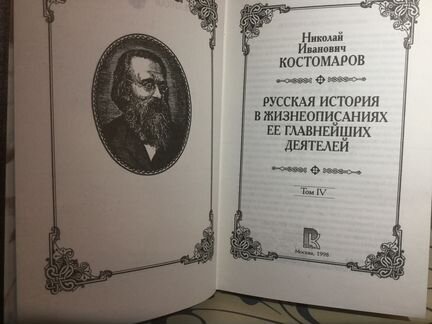 Николай
Иванович
КОСТОМАРОВ
РУССКАЯ ИСТОРИЯ
В ЖИЗНЕОПИСАНИЯХ
ЕЕ ГЛАВНЕЙШИХ
ДЕЯТЕЛЕЙ
Том IV
Москва, 1998